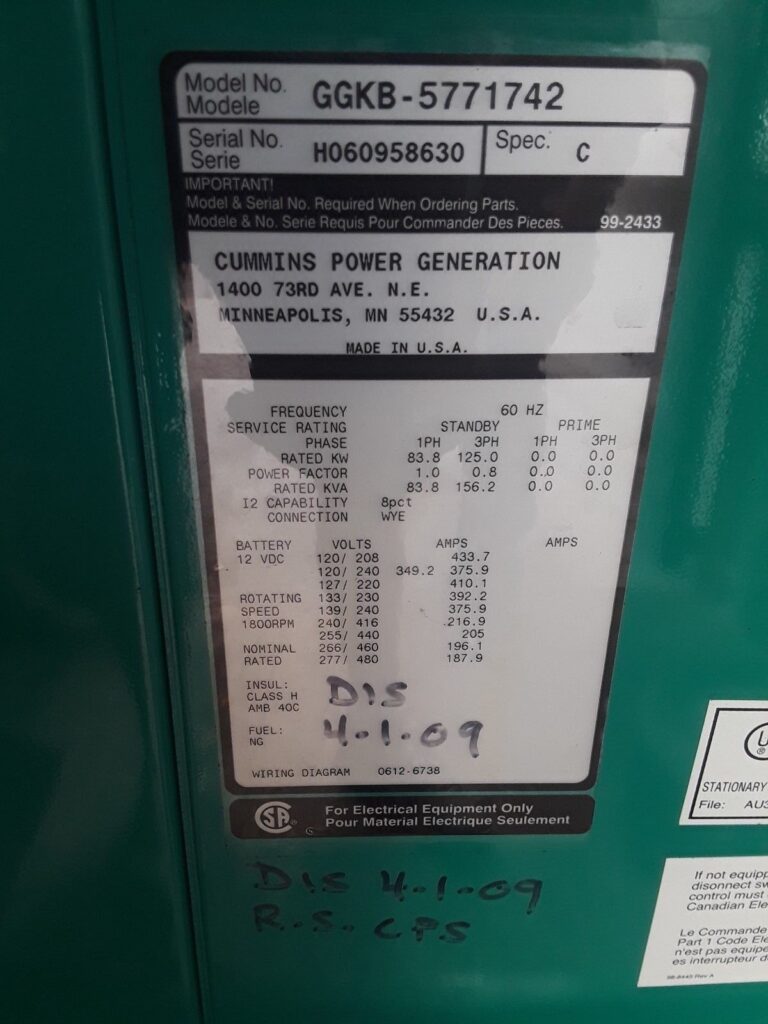 Model No. GGKB-5771742
Modele
Serial No. H060958630 Spec. C
Serie
IMPORTANT!
Model & Serial No. Required When Ordering Parts.
Modele & No. Serie Requis Pour Commander Des Pieces. 99-2433
CUMMINS POWER GENERATION
1400 73RD AVE. N.E.
MINNEAPOLIS, MN 55432 U.S.A.
MADE IN U.S.A.
FREQUENCY 60 HZ
SERVICE RATING STANDBY PRIME
PHASE 1PH 3PH 1PH 3PH
RATED KW 83.8 125.0 0.0 0.0
POWER FACTOR 1.0 0.8 0.0 0.0
RATED KVA 83.8 156.2 0.0 0.0
I2 CAPABILITY 8pct
CONNECTION WYE
BATTERY VOLTS AMPS AMPS
12 VDC 120/ 208 433.7
120/ 240 349.2 375.9
127/ 220 410.1
ROTATING 133/ 230 392.2
SPEED 139/ 240 375.9
1800RPM 240/ 416 216.9
255/ 440 205
NOMINAL 266/ 460 196.1
RATED 277/ 480 187.9
INSUL:
CLASS H
AMB 40C
DIS
FUEL:
NG
4-1-09
WIRING DIAGRAM 0612-6738
SA
For Electrical Equipment Only
Pour Material Electrique Seulement
DIS 4-1-09
R.S. CPS
U
STATIONARY
File: AU3
If not equipp
disonnect sw
control must
Canadian Ele
Le Commande
Part 1 Code Ele
n'est pas equipe
es interrupteur d
98-8445 Rev A